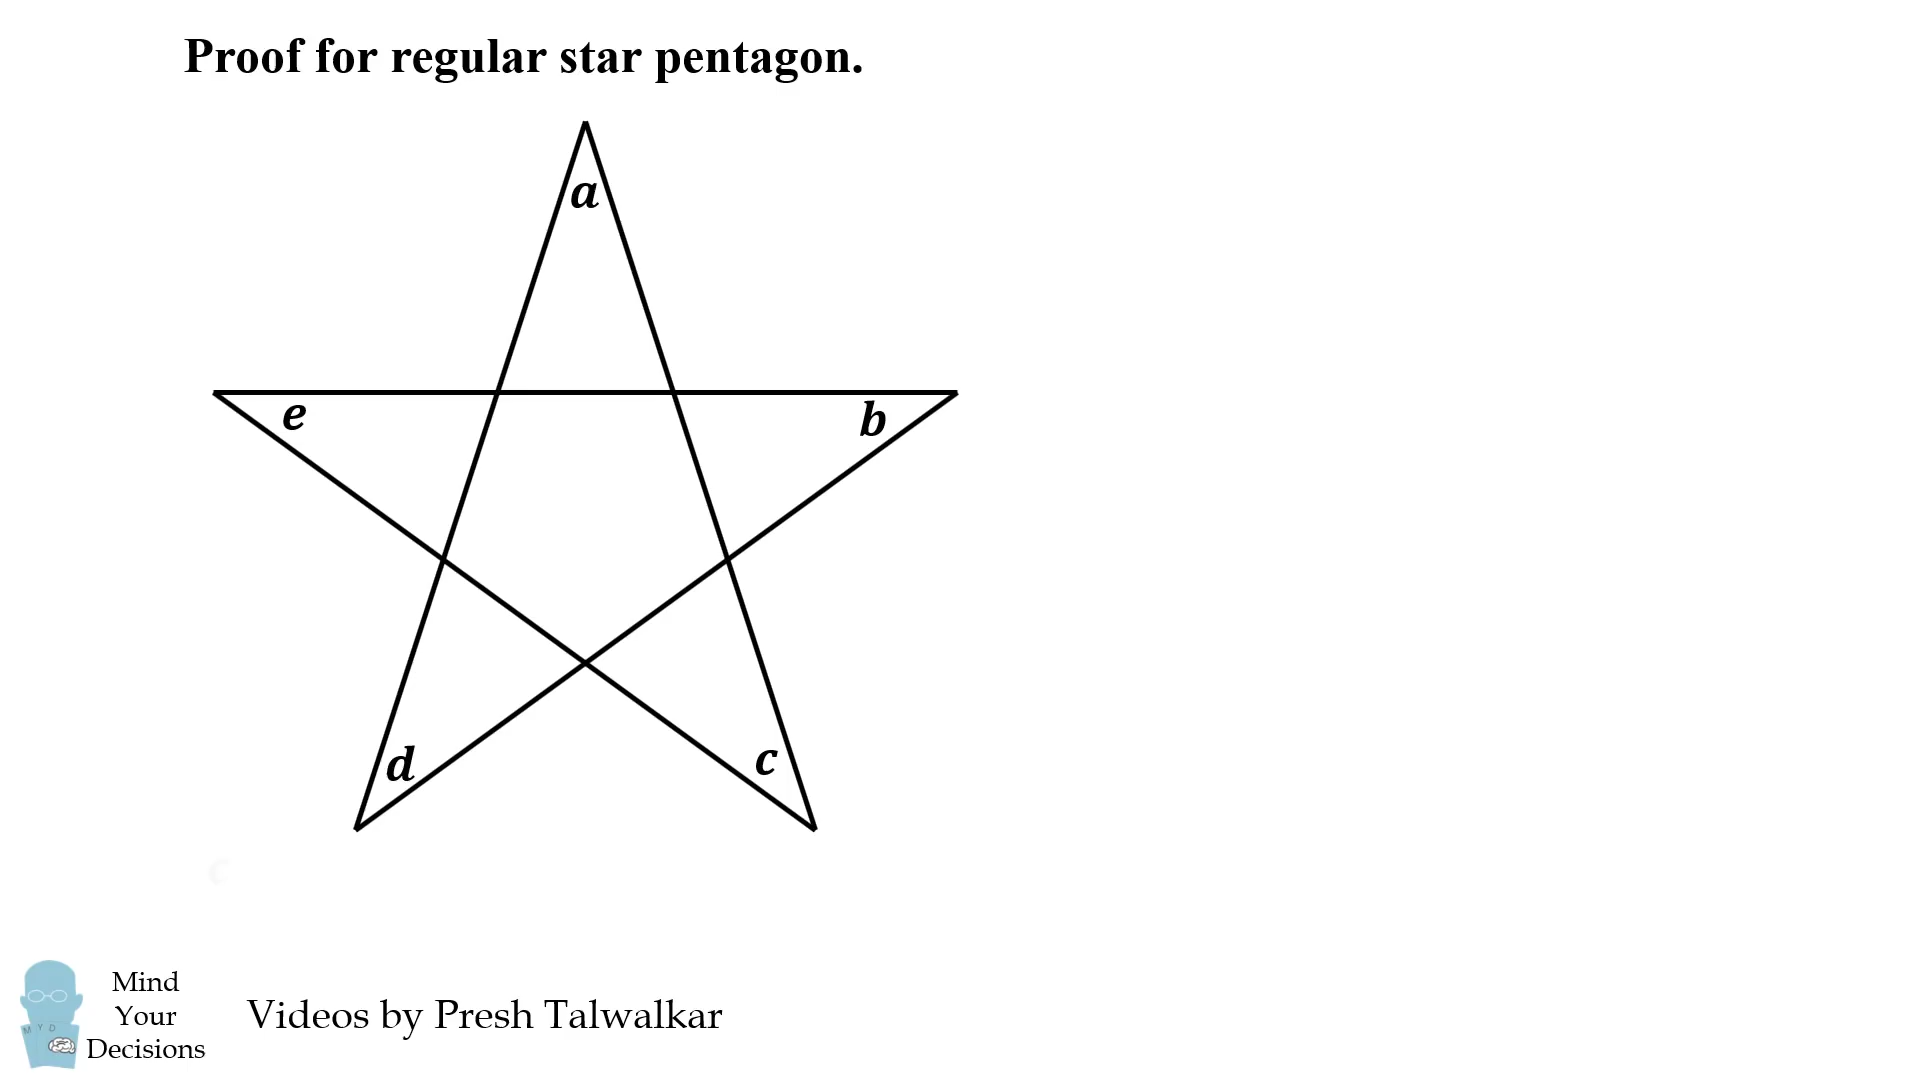 Proof for regular star pentagon.
a
e
b
d
c
Mind
Your
Decisions
M Y D
Videos by Presh Talwalkar